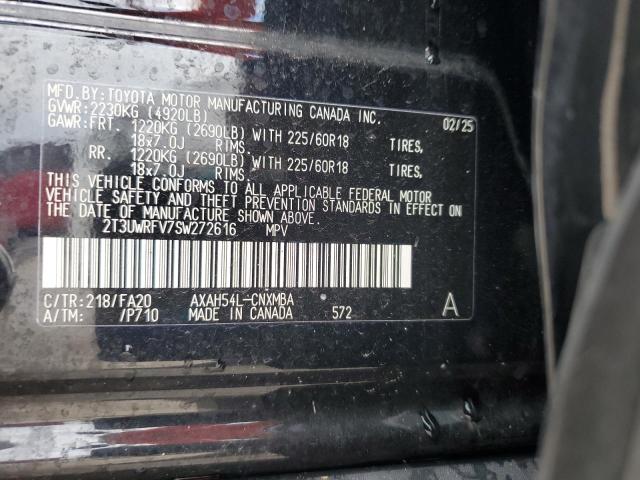 MFD. BY: TOYOTA MOTOR MANUFACTURING CANADA INC.
GVWR: 2230KG (4920LB) 02/25
GAWR: FRT. 1220KG (2690LB) WITH 225/60R18 TIRES,
18x7.0J RIMS,
RR. 1220KG (2690LB) WITH 225/60R18 TIRES,
18x7.0J RIMS.
THIS VEHICLE CONFORMS TO ALL APPLICABLE FEDERAL MOTOR
VEHICLE SAFETY AND THEFT PREVENTION STANDARDS IN EFFECT ON
THE DATE OF MANUFACTURE SHOWN ABOVE.
2T3UWRFV7SW272616 MPV
C/TR: 218/FA20 AXAH54L-CNXMBA
A/TM: /P710 MADE IN CANADA 572 A